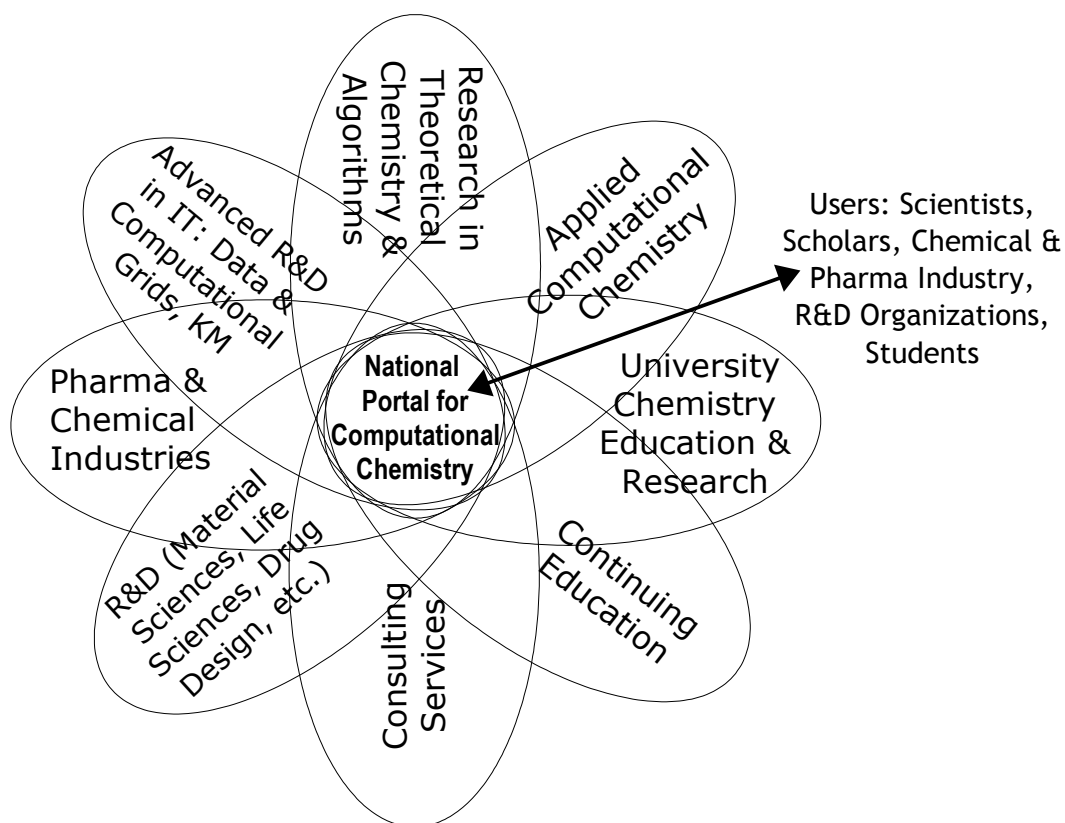 Research in
Theoretical
Chemistry &
Algorithms
Applied
Computational
Chemistry
Users: Scientists,
Scholars, Chemical &
Pharma Industry,
R&D Organizations,
Students
Advanced R&D
in IT: Data &
Computational
Grids, KM
National
Portal for
Computational
Chemistry
University
Chemistry
Education &
Research
Pharma &
Chemical
Industries
R&D (Material
Sciences, Life
Sciences, Drug
Design, etc.)
Consulting
Services
Continuing
Education